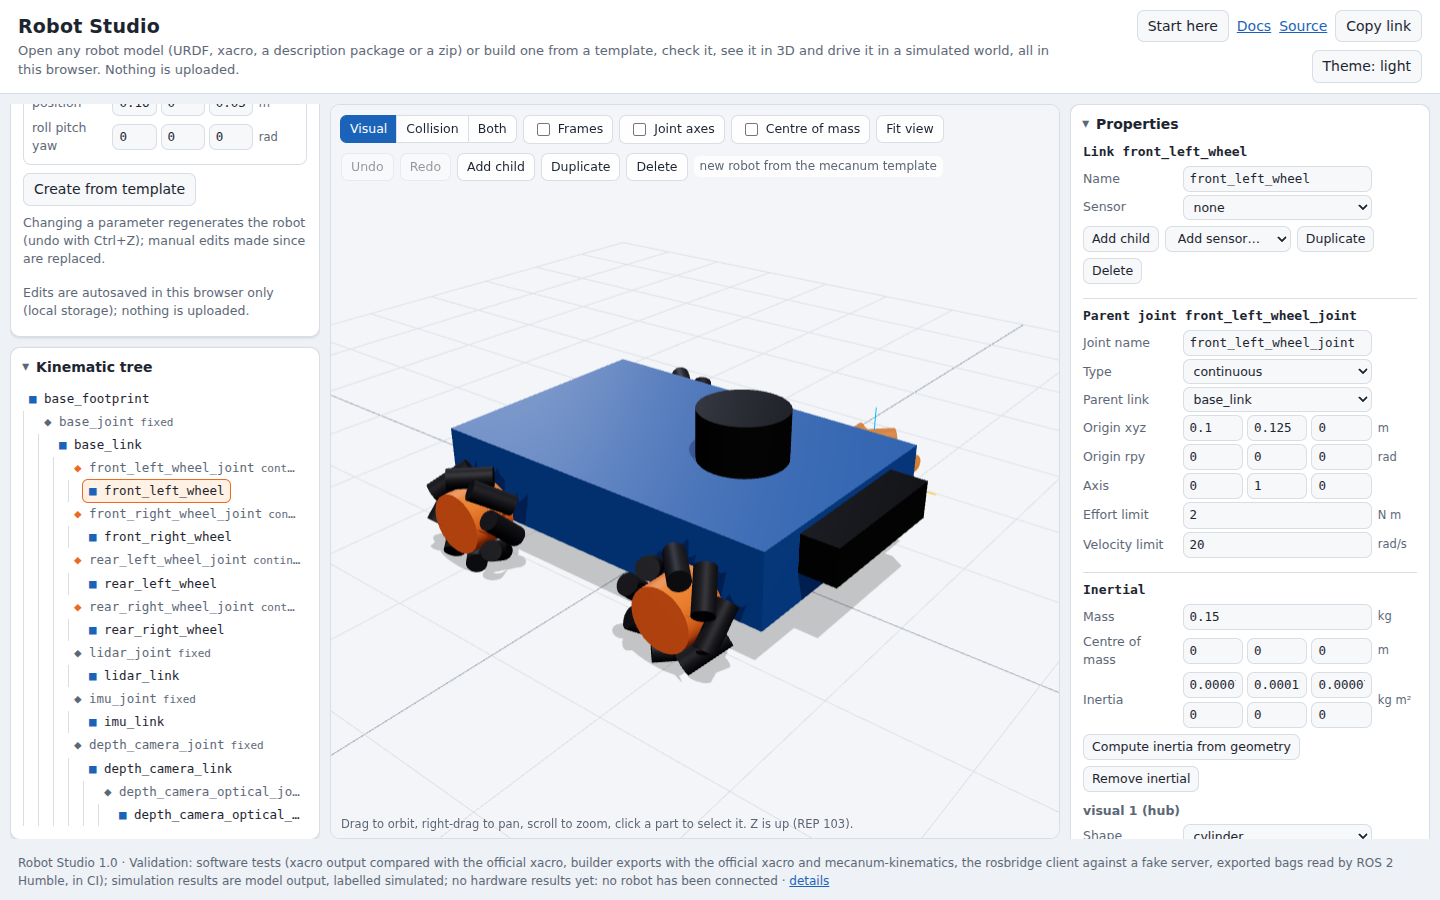 Robot Studio
Open any robot model (URDF, xacro, a description package or a zip) or build one from a template, check it, see it in 3D and drive it in a simulated world, all in
this browser. Nothing is uploaded.
Start here Docs Source Copy link
Theme: light
position 0.18 0 0.05 m
roll pitch
yaw 0 0 0 rad
Create from template
Changing a parameter regenerates the robot
(undo with Ctrl+Z); manual edits made since
are replaced.
Edits are autosaved in this browser only
(local storage); nothing is uploaded.
▼ Kinematic tree
base_footprint
base_joint fixed
base_link
front_left_wheel_joint cont…
front_left_wheel
front_right_wheel_joint con…
front_right_wheel
rear_left_wheel_joint contin…
rear_left_wheel
rear_right_wheel_joint cont…
rear_right_wheel
lidar_joint fixed
lidar_link
imu_joint fixed
imu_link
depth_camera_joint fixed
depth_camera_link
depth_camera_optical_jo…
depth_camera_optical_…
Visual Collision Both Frames Joint axes Centre of mass Fit view
Undo Redo Add child Duplicate Delete new robot from the mecanum template
Drag to orbit, right-drag to pan, scroll to zoom, click a part to select it. Z is up (REP 103).
▼ Properties
Link front_left_wheel
Name front_left_wheel
Sensor none
Add child Add sensor... Duplicate
Delete
Parent joint front_left_wheel_joint
Joint name front_left_wheel_joint
Type continuous
Parent link base_link
Origin xyz 0.1 0.125 0 m
Origin rpy 0 0 0 rad
Axis 0 1 0
Effort limit 2 N m
Velocity limit 20 rad/s
Inertial
Mass 0.15 kg
Centre of
mass 0 0 0 m
Inertia 0.0000 0.0001 0.0000 kg m²
0 0 0
Compute inertia from geometry
Remove inertial
visual 1 (hub)
Shape cylinder
Robot Studio 1.0 · Validation: software tests (xacro output compared with the official xacro, builder exports with the official xacro and mecanum-kinematics, the rosbridge client against a fake server, exported bags read by ROS 2
Humble, in CI); simulation results are model output, labelled simulated; no hardware results yet: no robot has been connected · details